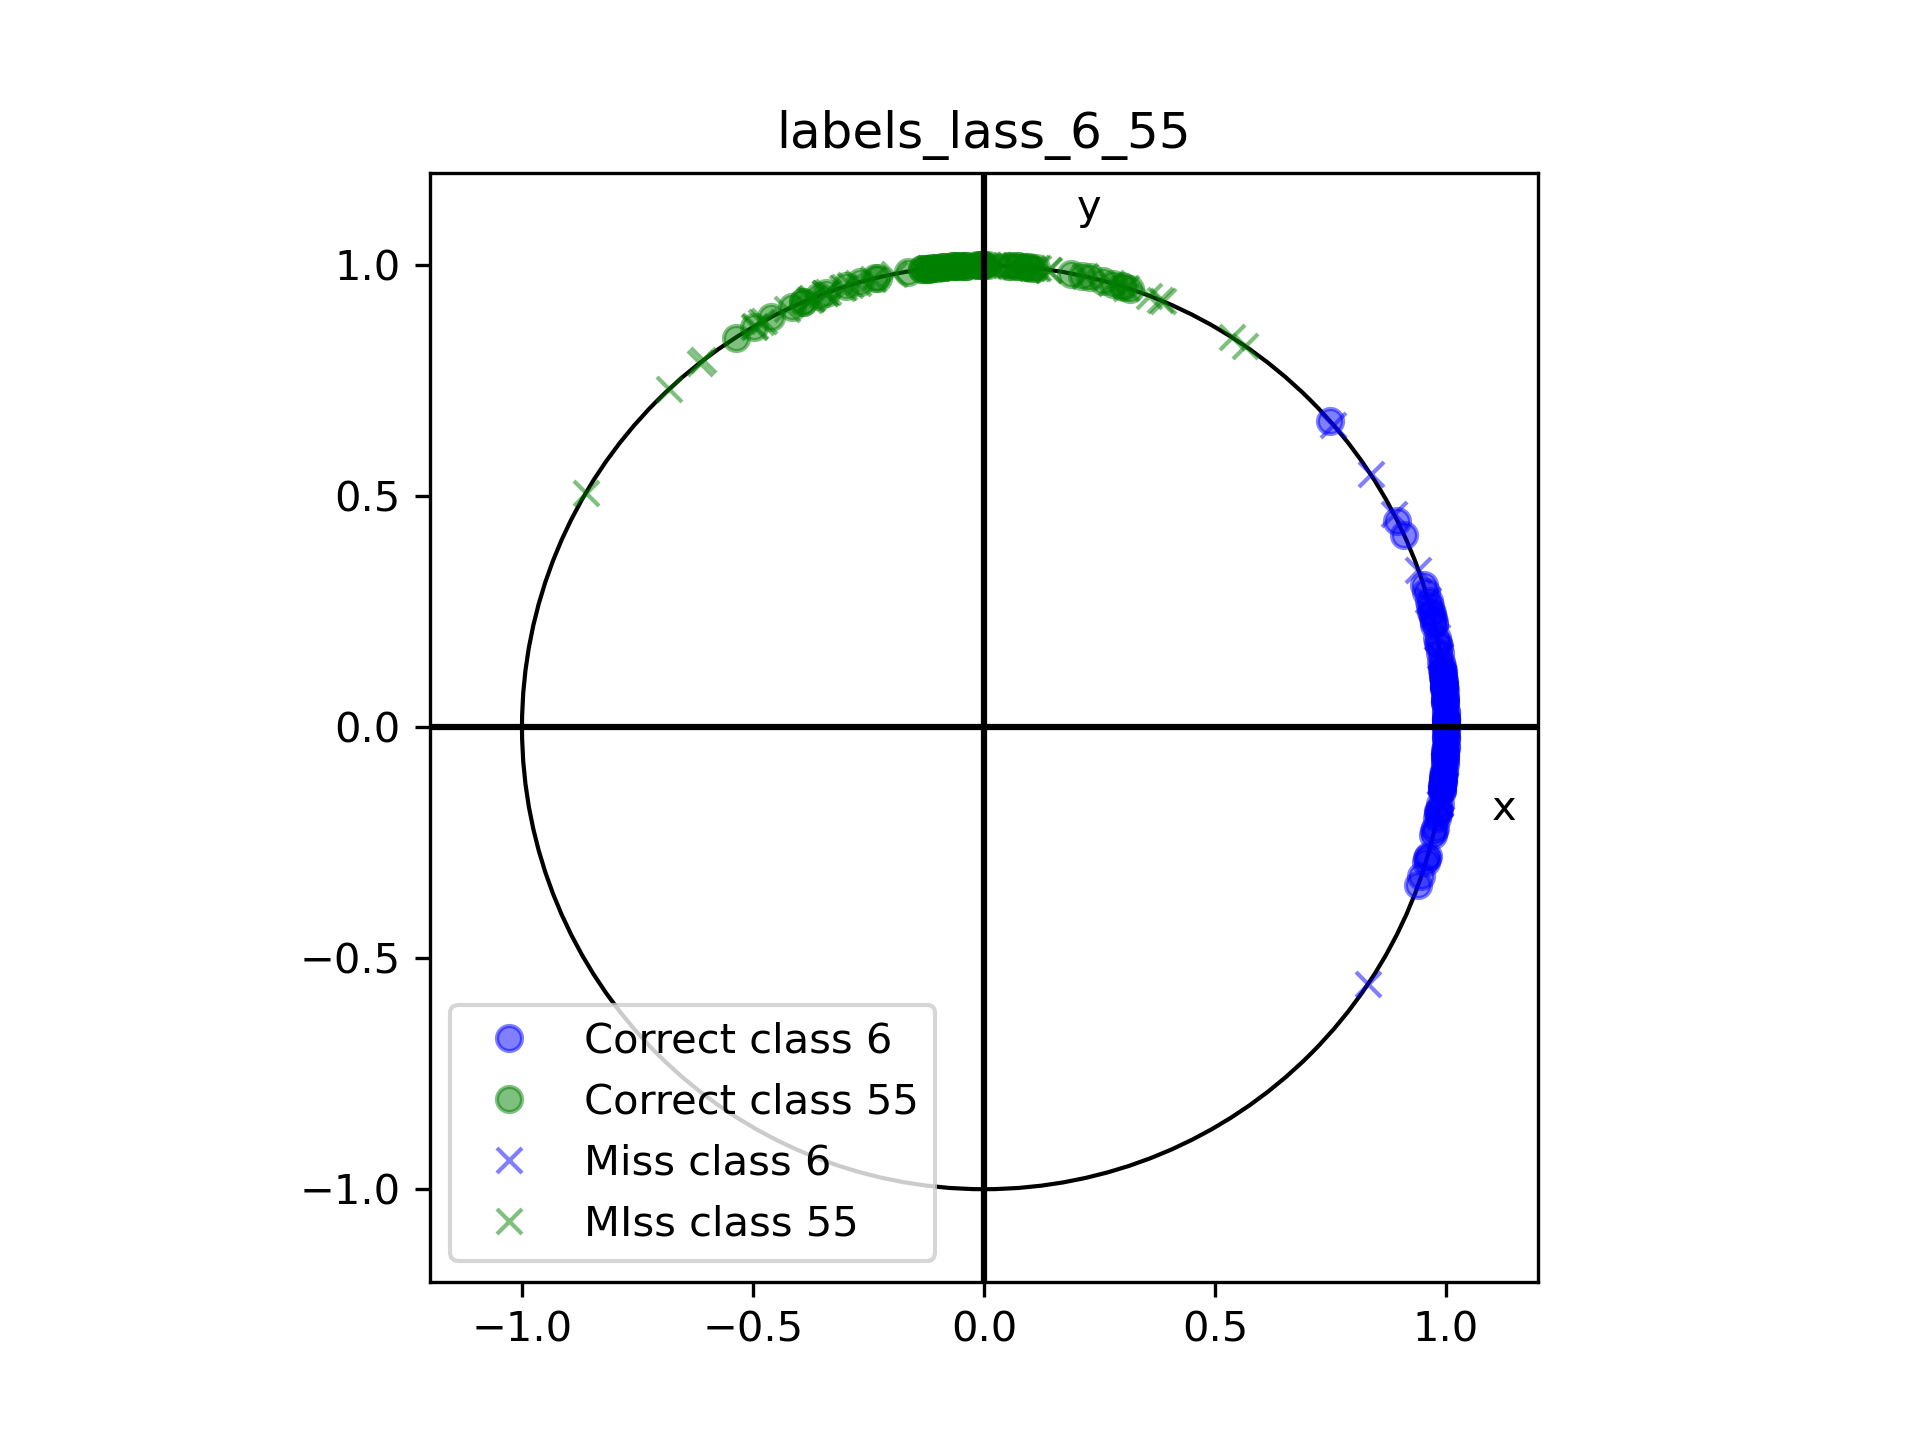 labels_lass_6_55
y
1.0
0.5
0.0
x
−0.5
−1.0
Correct class 6
Correct class 55
Miss class 6
MIss class 55
−1.0 −0.5 0.0 0.5 1.0